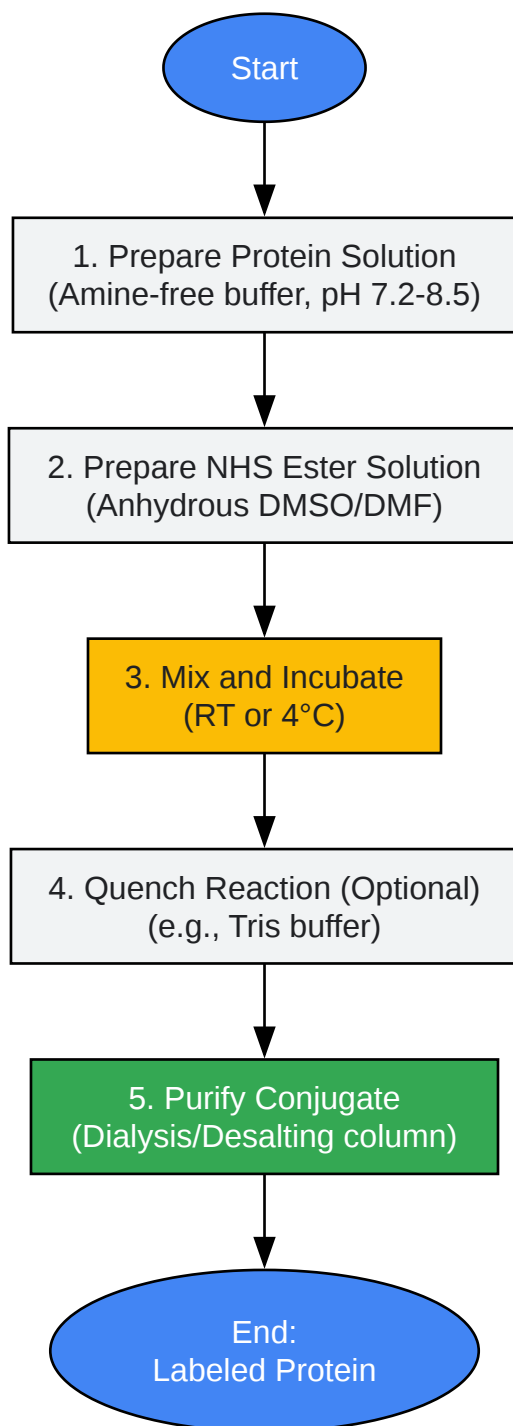 Start
1. Prepare Protein Solution
(Amine-free buffer, pH 7.2-8.5)
2. Prepare NHS Ester Solution
(Anhydrous DMSO/DMF)
3. Mix and Incubate
(RT or 4°C)
4. Quench Reaction (Optional)
(e.g., Tris buffer)
5. Purify Conjugate
(Dialysis/Desalting column)
End:
Labeled Protein